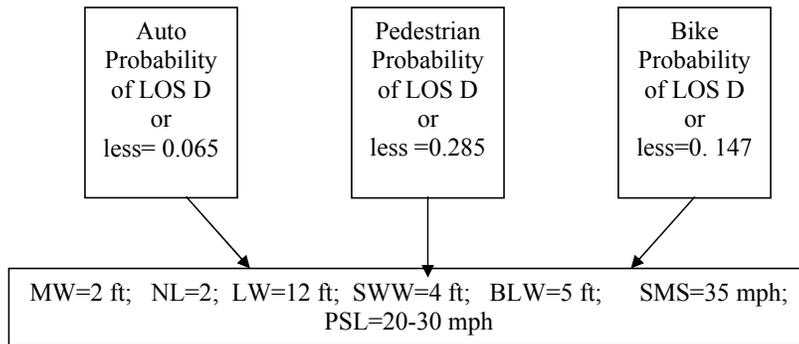 Auto
Probability
of LOS D
or
less= 0.065
Pedestrian
Probability
of LOS D
or
less =0.285
Bike
Probability
of LOS D
or
less=0. 147
MW=2 ft; NL=2; LW=12 ft; SWW=4 ft; BLW=5 ft; SMS=35 mph;
PSL=20-30 mph